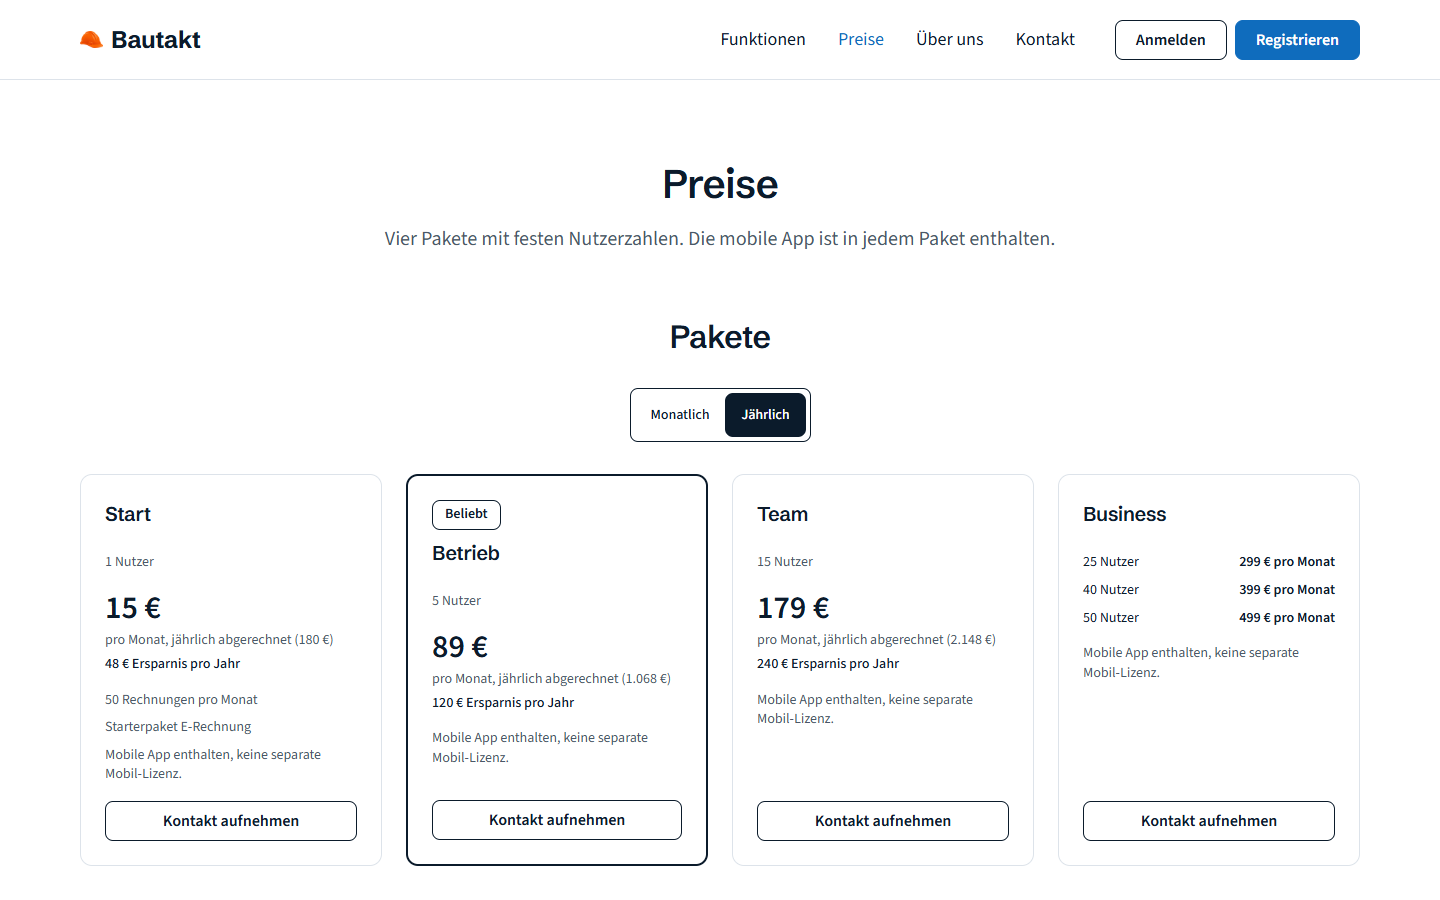 Bautakt
Funktionen
Preise
Über uns
Kontakt
Anmelden
Registrieren
Preise
Vier Pakete mit festen Nutzerzahlen. Die mobile App ist in jedem Paket enthalten.
Pakete
Monatlich
Jährlich
Start
1 Nutzer
15 €
pro Monat, jährlich abgerechnet (180 €)
48 € Ersparnis pro Jahr
50 Rechnungen pro Monat
Starterpaket E-Rechnung
Mobile App enthalten, keine separate
Mobil-Lizenz.
Kontakt aufnehmen
Beliebt
Betrieb
5 Nutzer
89 €
pro Monat, jährlich abgerechnet (1.068 €)
120 € Ersparnis pro Jahr
Mobile App enthalten, keine separate
Mobil-Lizenz.
Kontakt aufnehmen
Team
15 Nutzer
179 €
pro Monat, jährlich abgerechnet (2.148 €)
240 € Ersparnis pro Jahr
Mobile App enthalten, keine separate
Mobil-Lizenz.
Kontakt aufnehmen
Business
25 Nutzer 299 € pro Monat
40 Nutzer 399 € pro Monat
50 Nutzer 499 € pro Monat
Mobile App enthalten, keine separate
Mobil-Lizenz.
Kontakt aufnehmen